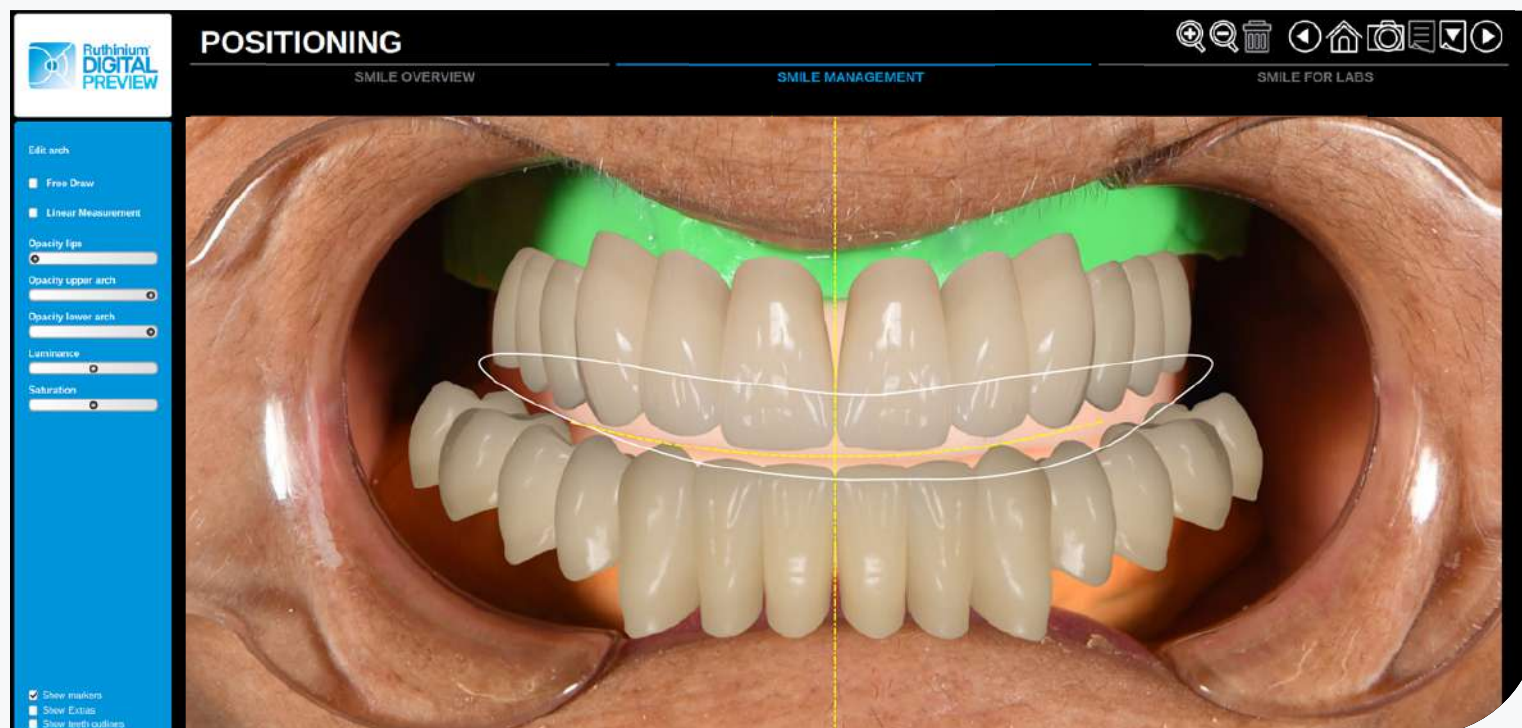 Ruthinium
DIGITAL
PREVIEW
POSITIONING
SMILE OVERVIEW
SMILE MANAGEMENT
SMILE FOR LABS
Edit arch
Free Draw
Linear Measurement
Opacity lips
Opacity upper arch
Opacity lower arch
Luminance
Saturation
Show markers
Show Extras
Show teeth outlines